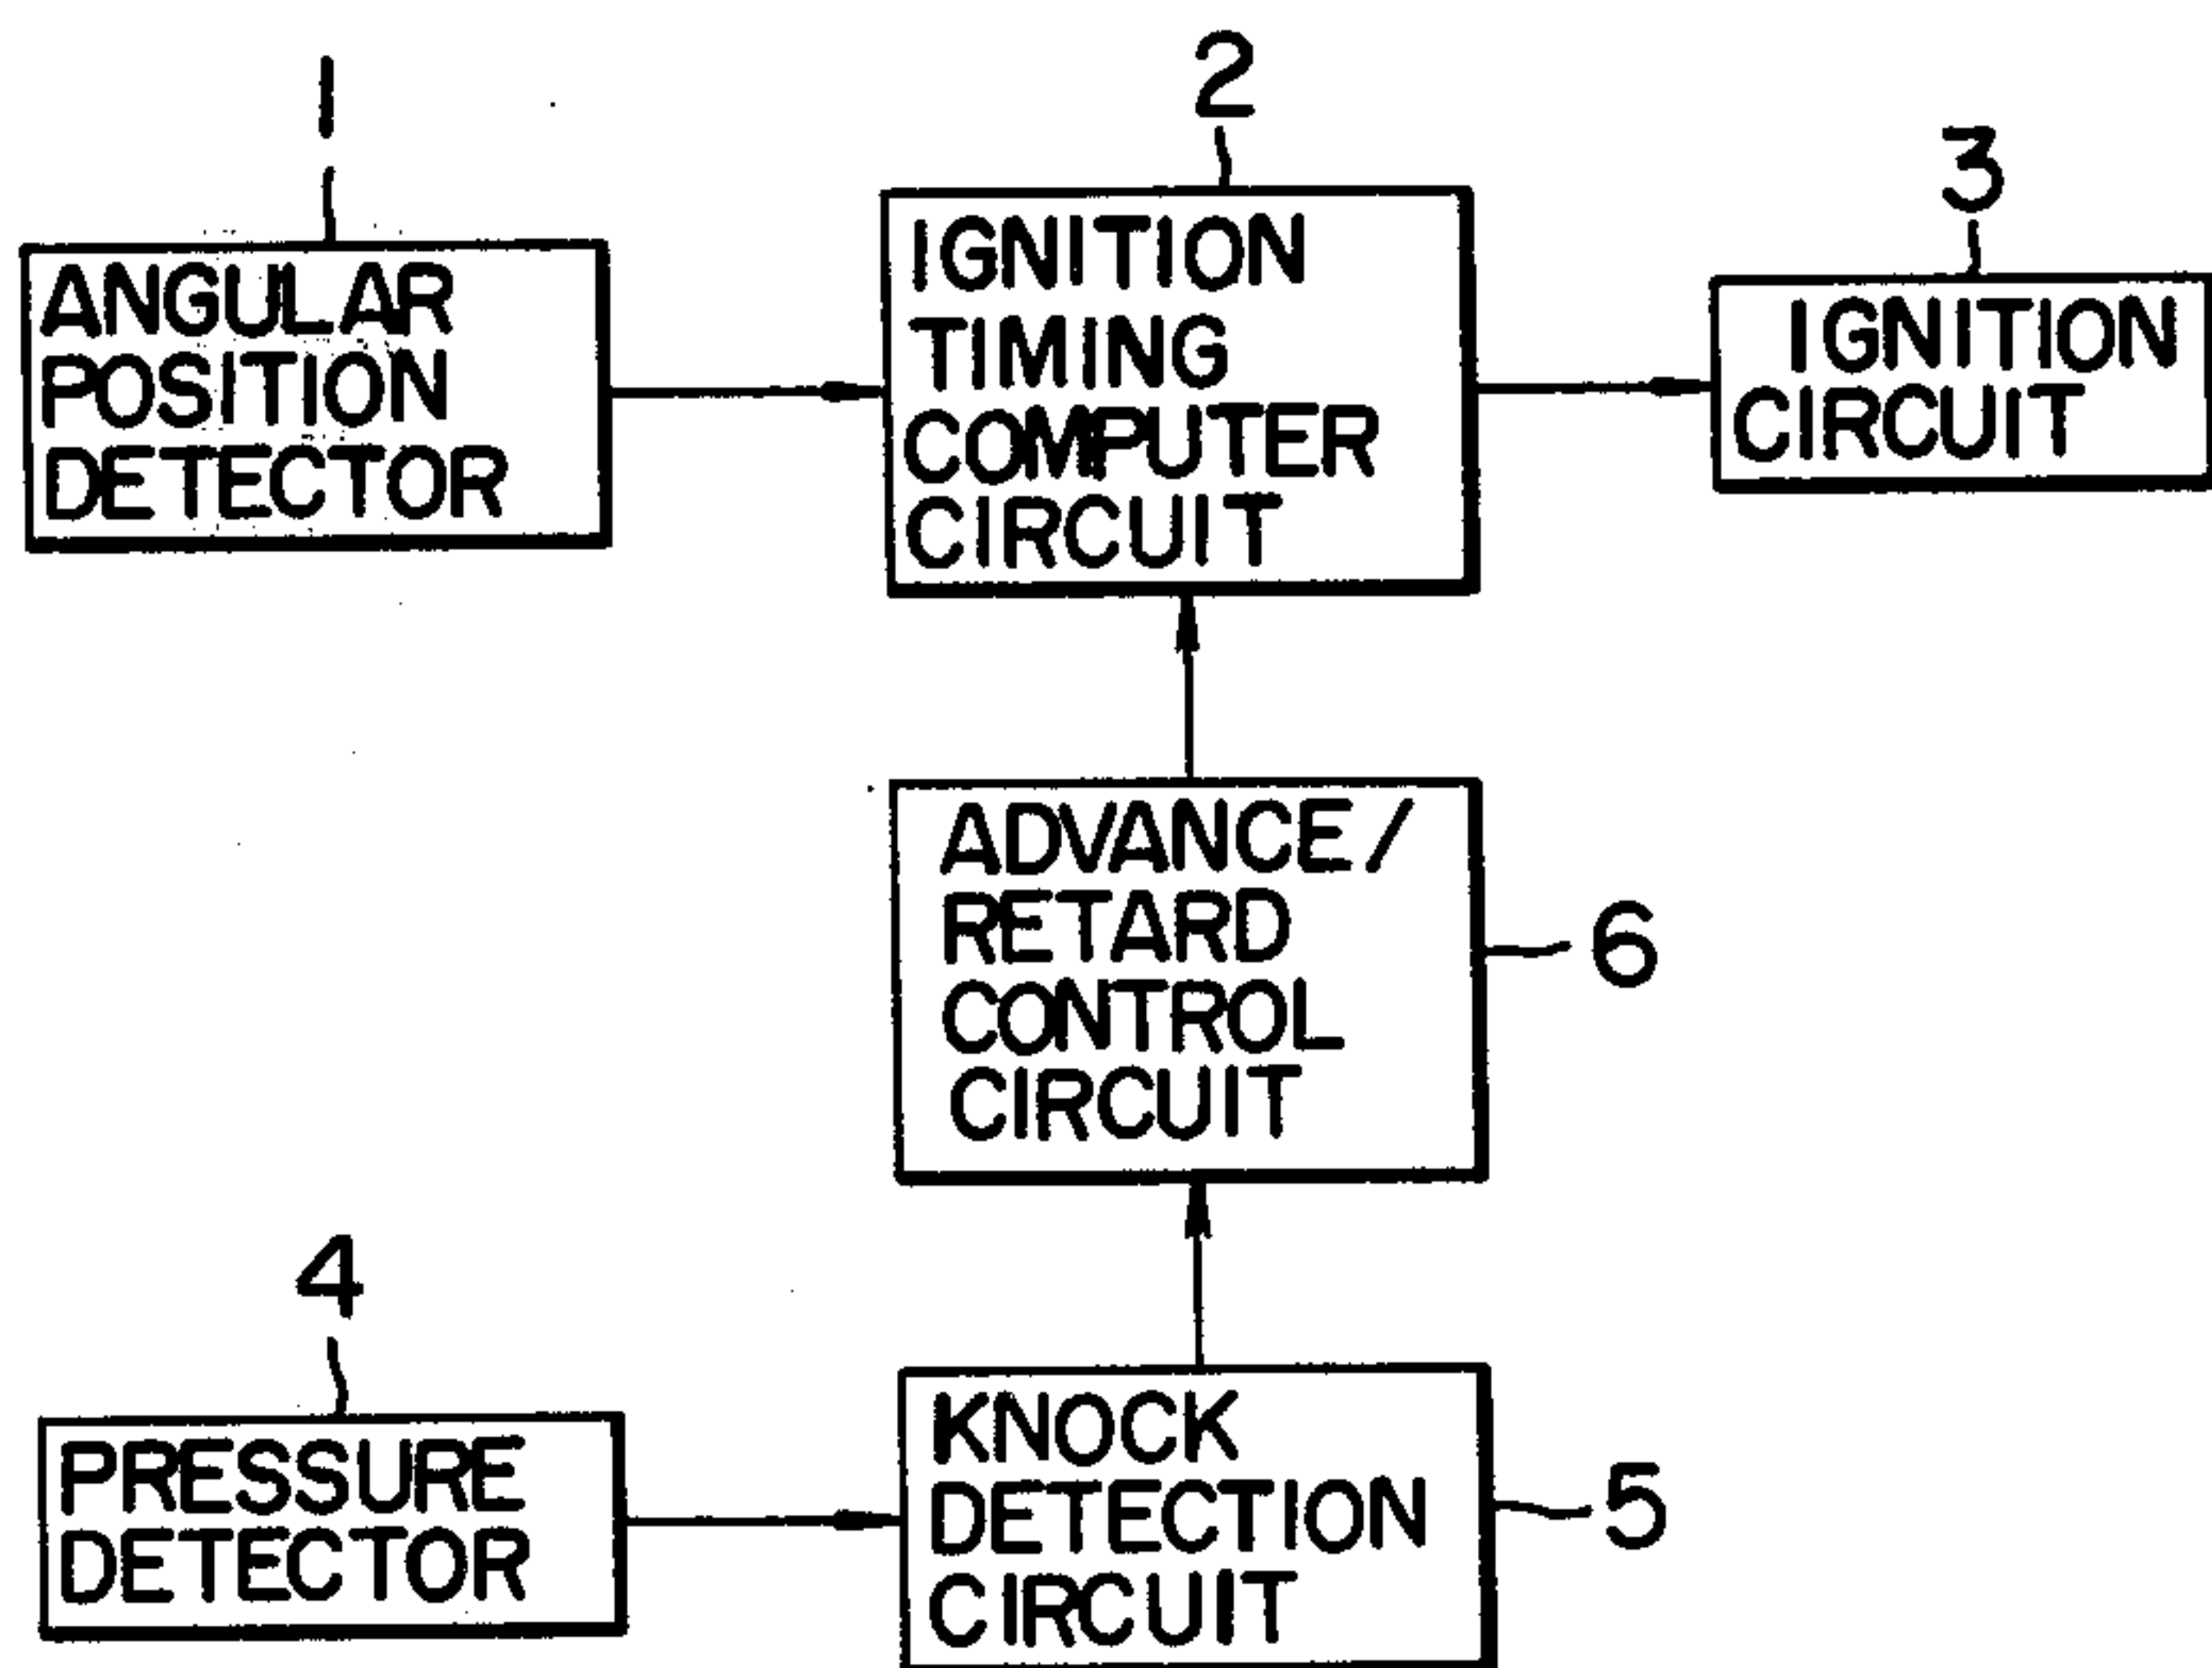 1
ANGULAR
POSITION
DETECTOR
2
IGNITION
TIMING
COMPUTER
CIRCUIT
3
IGNITION
CIRCUIT
ADVANCE/
RETARD
CONTROL
CIRCUIT
6
4
PRESSURE
DETECTOR
KNOCK
DETECTION
CIRCUIT
5